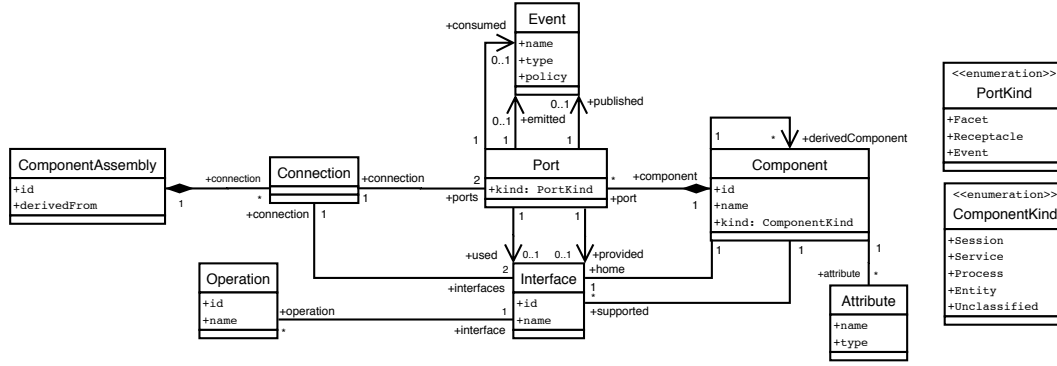 Event
+consumed
+name
0..1
+type
+policy
<<enumeration>>
PortKind
0..1
+published
0..1
+emitted
+Facet
+Receptacle
+Event
1
*
+derivedComponent
1
1
1
ComponentAssembly
Connection
Port
Component
+id
+derivedFrom
+connection
+connection
2
+kind: PortKind
*
+component
+id
+name
+kind: ComponentKind
<<enumeration>>
ComponentKind
1
*
1
+ports
+port
1
+connection
1
1
1
+Session
+Service
+Process
+Entity
+Unclassified
1
1
1
+used
0..1
0..1
+provided
+attribute
*
Operation
2
Interface
+home
+interfaces
1
Attribute
+id
+name
+operation
1
+id
+name
*
+supported
+name
+type
*
+interface